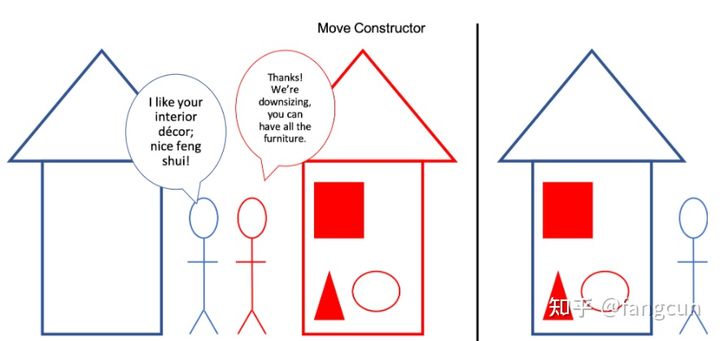 Move Constructor
I like your
interior
décor;
nice feng
shui!
Thanks!
We're
downsizing,
you can
have all the
furniture.
知乎 @fangcun